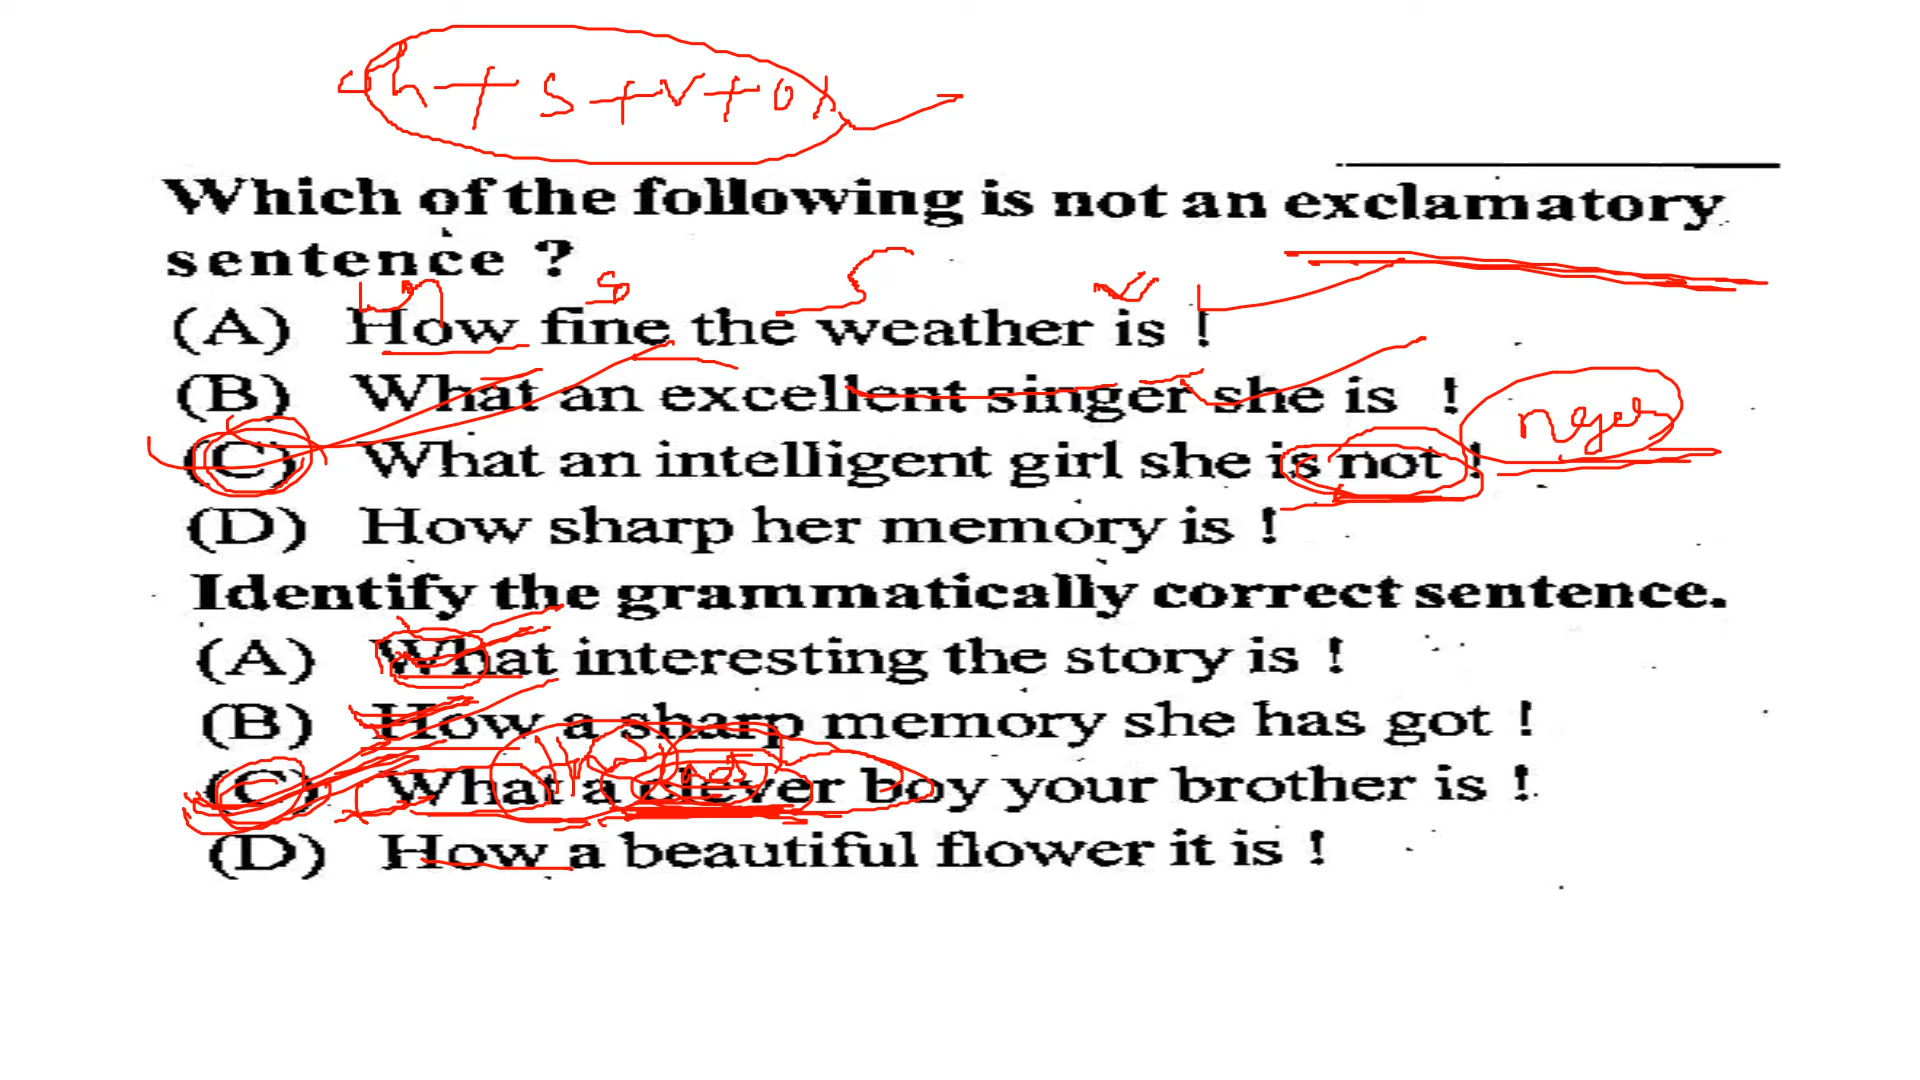 h + S + V + O
Which of the following is not an exclamatory
sentence ?
(A) How fine the weather is !
(B) What an excellent singer she is !
(C) What an intelligent girl she is not !
(D) How sharp her memory is !
Identify the grammatically correct sentence.
(A) What interesting the story is !
(B) How a sharp memory she has got !
(C) What a clever boy your brother is !
(D) How a beautiful flower it is !